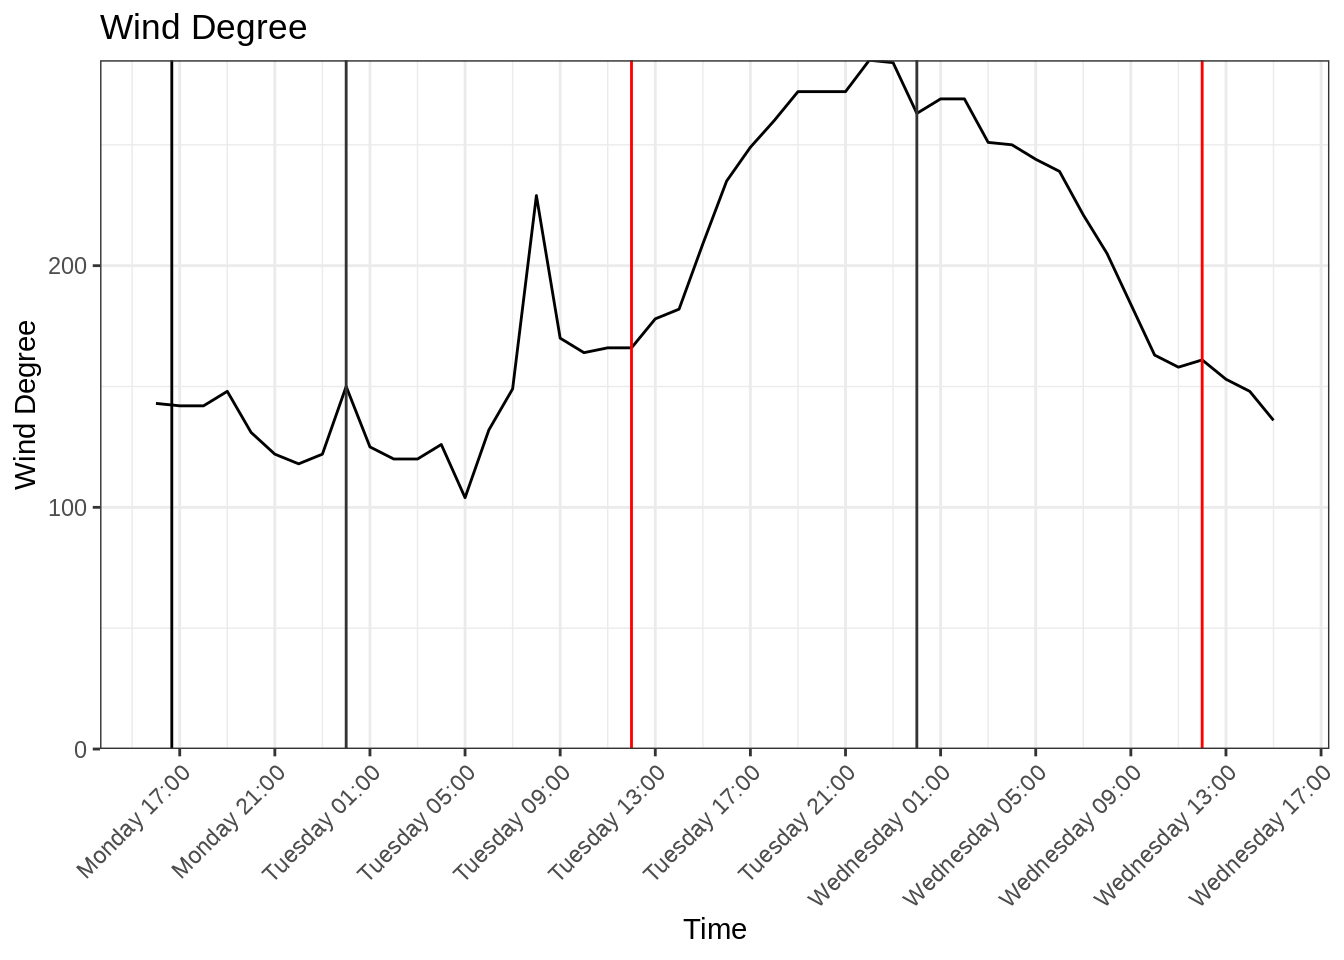 Wind Degree
Wind Degree
200
100
0
Monday 17:00
Monday 21:00
Tuesday 01:00
Tuesday 05:00
Tuesday 09:00
Tuesday 13:00
Tuesday 17:00
Tuesday 21:00
Wednesday 01:00
Wednesday 05:00
Wednesday 09:00
Wednesday 13:00
Wednesday 17:00
Time